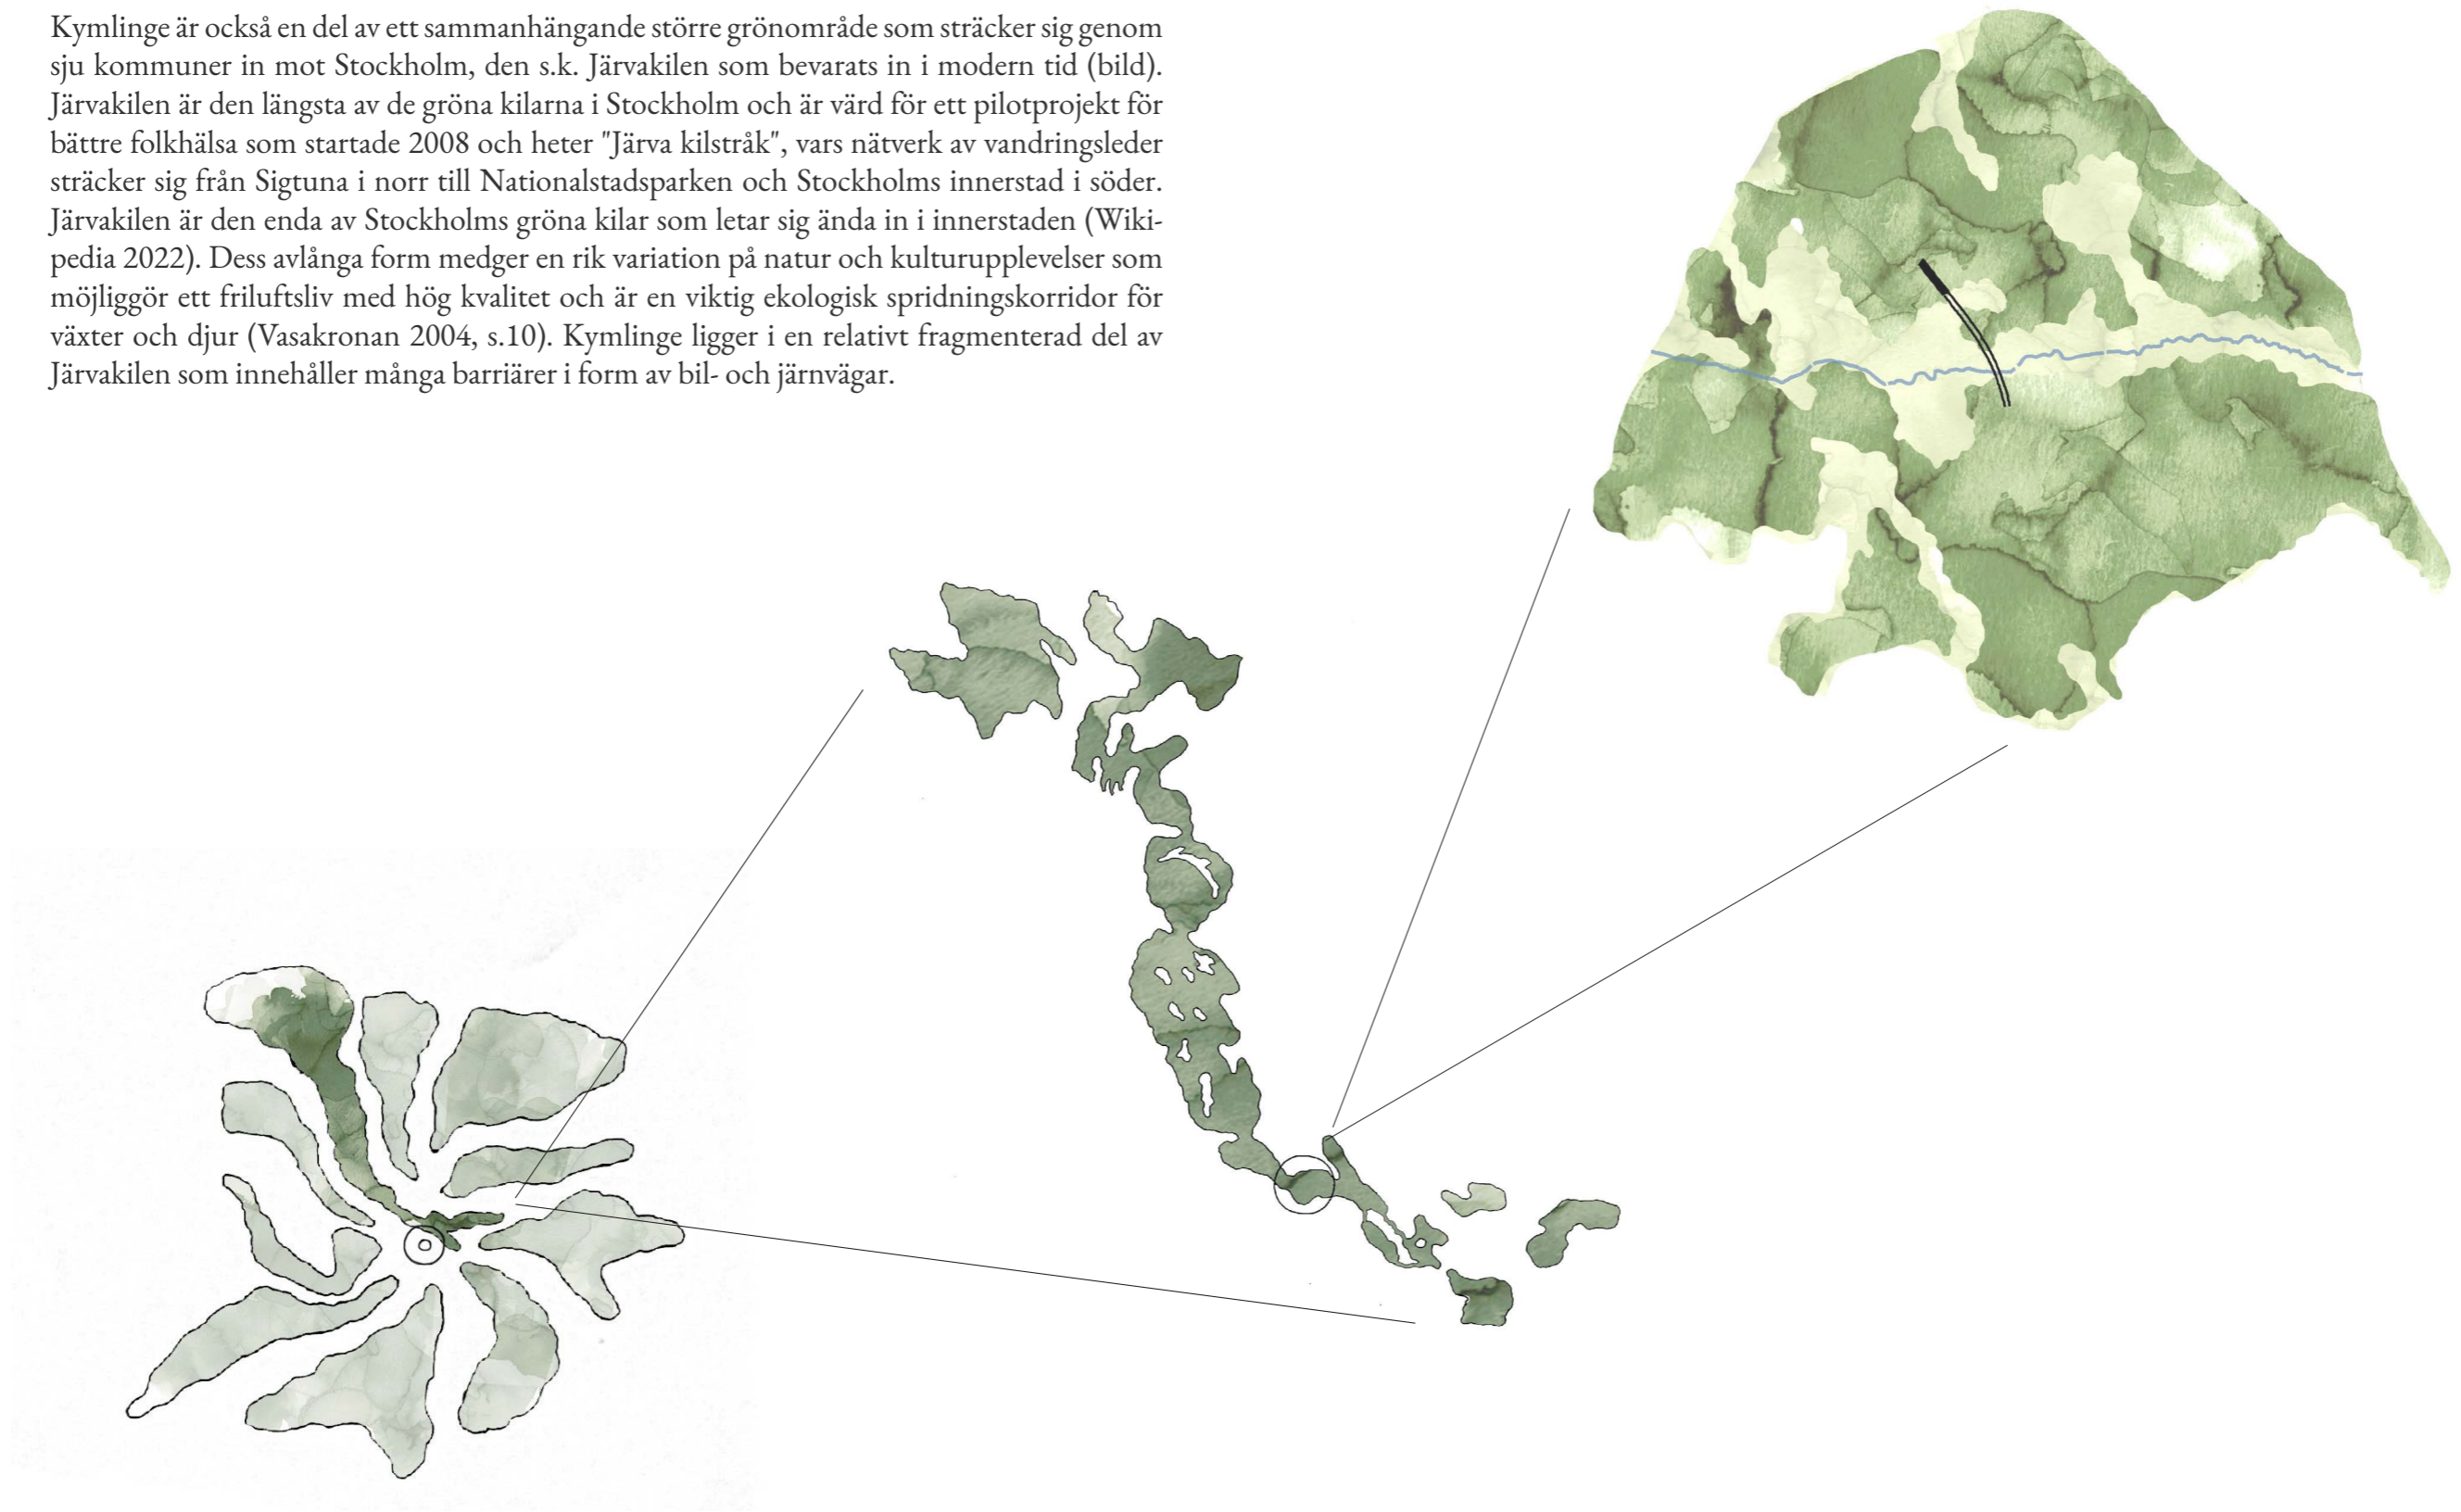 Kymlinge är också en del av ett sammanhängande större grönområde som sträcker sig genom
sju kommuner in mot Stockholm, den s.k. Järvakilen som bevarats in i modern tid (bild).
Järvakilen är den längsta av de gröna kilarna i Stockholm och är värd för ett pilotprojekt för
bättre folkhälsa som startade 2008 och heter "Järva kilstråk", vars nätverk av vandringsleder
sträcker sig från Sigtuna i norr till Nationalstadsparken och Stockholms innerstad i söder.
Järvakilen är den enda av Stockholms gröna kilar som letar sig ända in i innerstaden (Wiki-
pedia 2022). Dess avlånga form medger en rik variation på natur och kulturupplevelser som
möjliggör ett friluftsliv med hög kvalitet och är en viktig ekologisk spridningskorridor för
växter och djur (Vasakronan 2004, s.10). Kymlinge ligger i en relativt fragmenterad del av
Järvakilen som innehåller många barriärer i form av bil- och järnvägar.